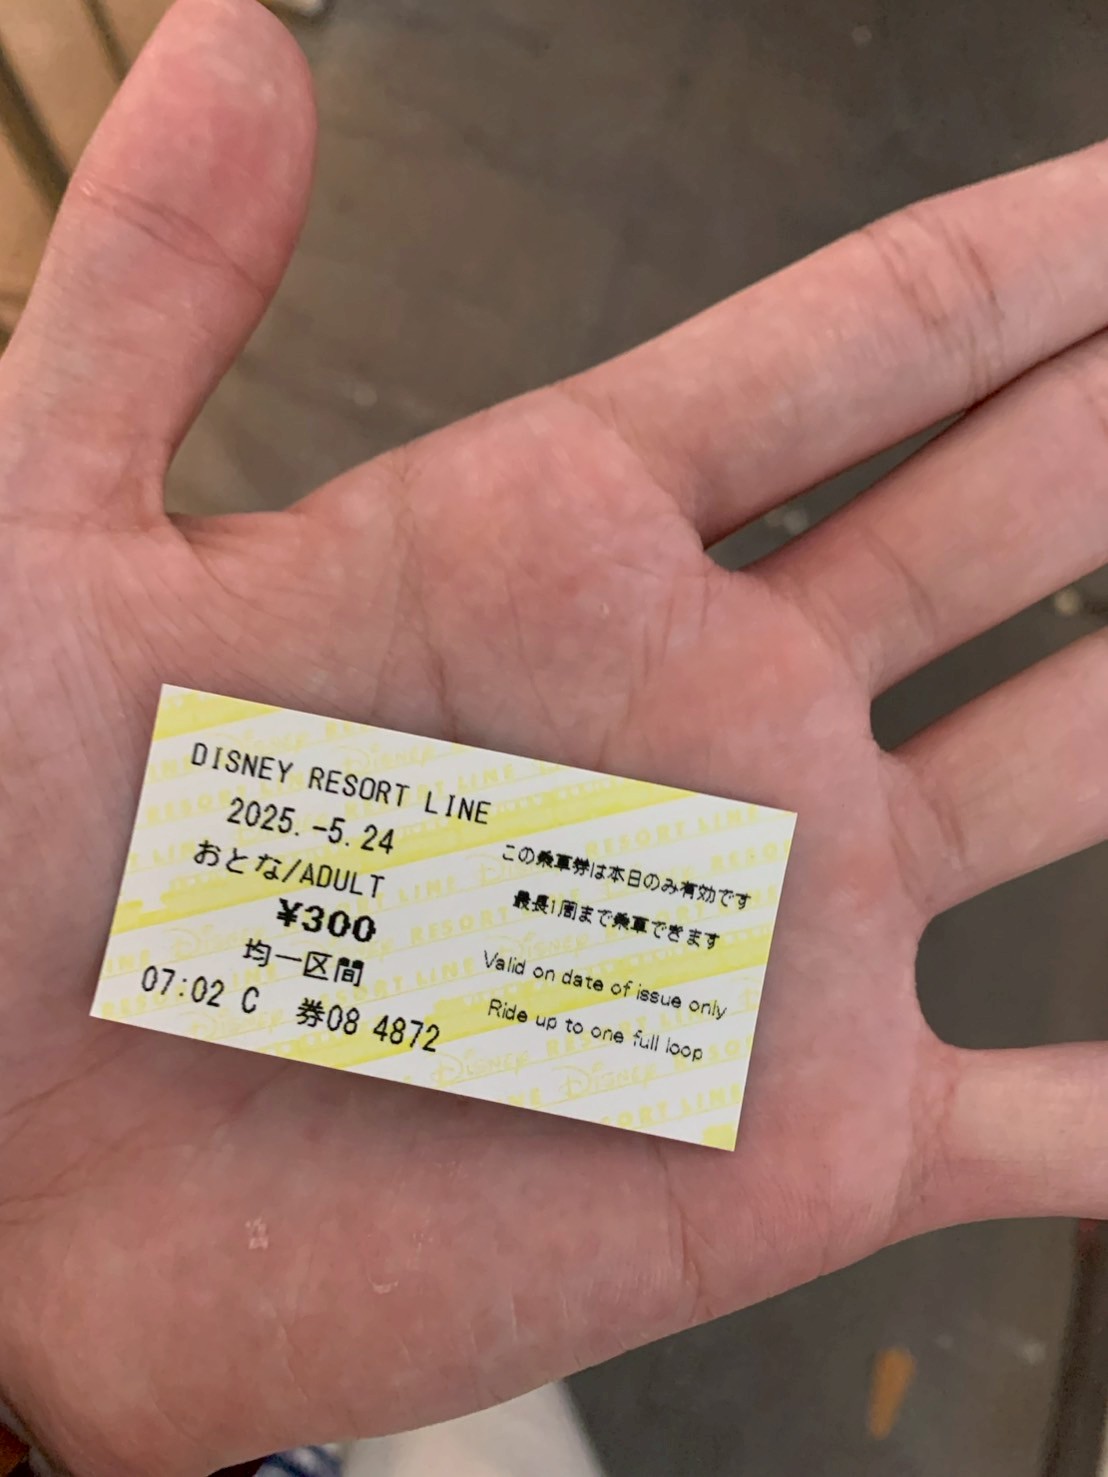 DISNEY RESORT LINE
2025.-5.24
おとな/ADULT
¥300
均一区間
07:02 C 券08 4872
この乗車券は本日のみ有効です
最長1周まで乗車できます
Valid on date of issue only
Ride up to one full loop